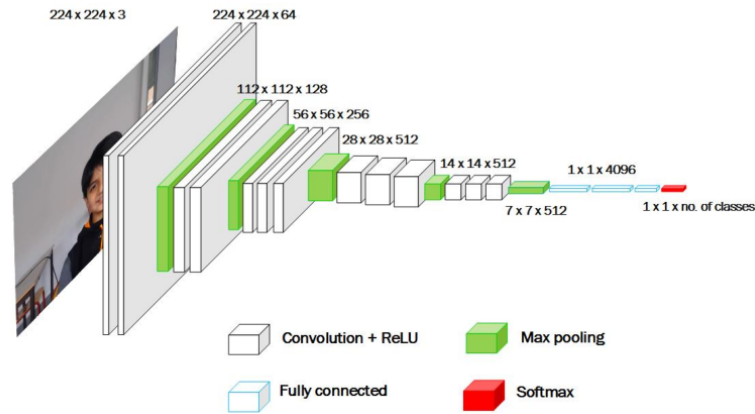 224 x 224 x 3
224 x 224 x 64
112 x 112 x 128
56 x 56 x 256
28 x 28 x 512
14 x 14 x 512
1 x 1 x 4096
7 x 7 x 512
1 x 1 x no. of classes
Convolution + ReLU
Max pooling
Fully connected
Softmax